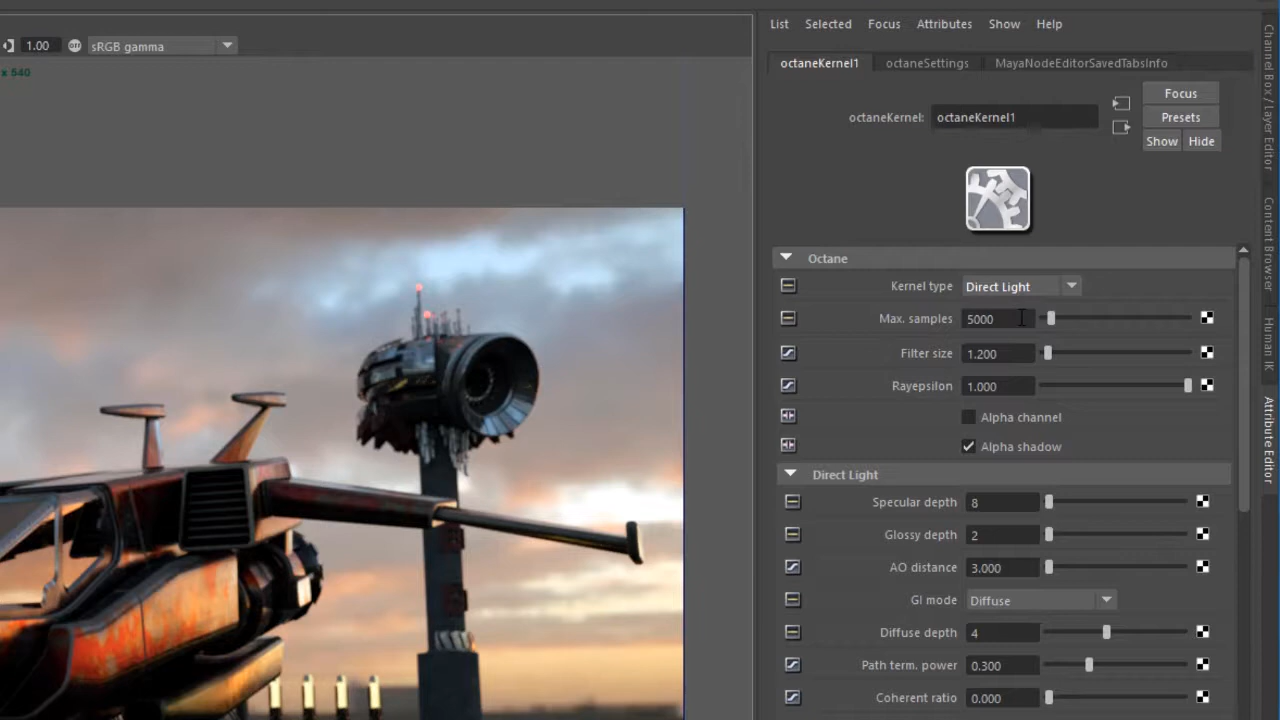 List Selected Focus Attributes Show Help
1.00 sRGB gamma
x 540
octaneKernel1 octaneSettings MayaNodeEditorSavedTabsInfo
Focus
octaneKernel: octaneKernel1
Presets
Show Hide
Octane
Kernel type Direct Light
Max. samples 5000
Filter size 1.200
Rayepsilon 1.000
Alpha channel
Alpha shadow
Direct Light
Specular depth 8
Glossy depth 2
AO distance 3.000
GI mode Diffuse
Diffuse depth 4
Path term. power 0.300
Coherent ratio 0.000
Channel Box / Layer Editor
Content Browser
Human IK
Attribute Editor